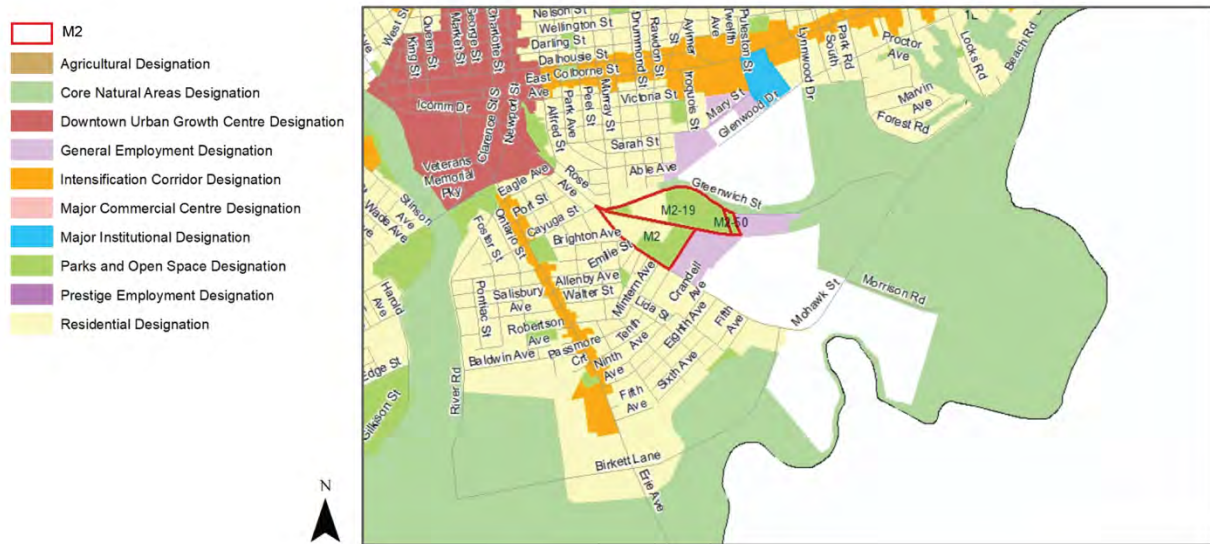 M2
Agricultural Designation
Core Natural Areas Designation
Downtown Urban Growth Centre Designation
General Employment Designation
Intensification Corridor Designation
Major Commercial Centre Designation
Major Institutional Designation
Parks and Open Space Designation
Prestige Employment Designation
Residential Designation
N
West St
King St
Queen St
Market St
George St
Charlotte St
Nelson St
Wellington St
Darling St
Dalhousie St
East Ave
Colborne St
Drummond St
Rawdon St
Aylmer St
Iroquois St
Twelfth Ave
Puleston St
Lynnwood Dr
Park Rd South
Proctor Ave
Locks Rd
Beach Rd
Marvin Ave
Forest Rd
Icomm Dr
Clarence St S
Newport St
Alfred St
Park Ave
Peel St
Murray St
Victoria St
Mary St
Glenwood Dr
Sarah St
Able Ave
Greenwich St
Veterans Memorial Pky
Eagle Ave
Rose Ave
Port St
Cayuga St
Brighton Ave
Emilie St
M2-19
M2-50
M2
Stinson Ave
Wade Ave
Foster St
Ontario St
Allenby Ave
Walter St
Mintern Ave
Crandell Ave
Mohawk St
Morrison Rd
Harold Ave
Pontiac St
Salisbury Ave
Robertson Ave
Lida St
Tenth Ave
Eighth Ave
Fifth Ave
Baldwin Ave
Passmore Crt
Ninth Ave
Sixth Ave
Fifth Ave
Edge St
River Rd
Gilkison St
Birkett Lane
Erie Ave